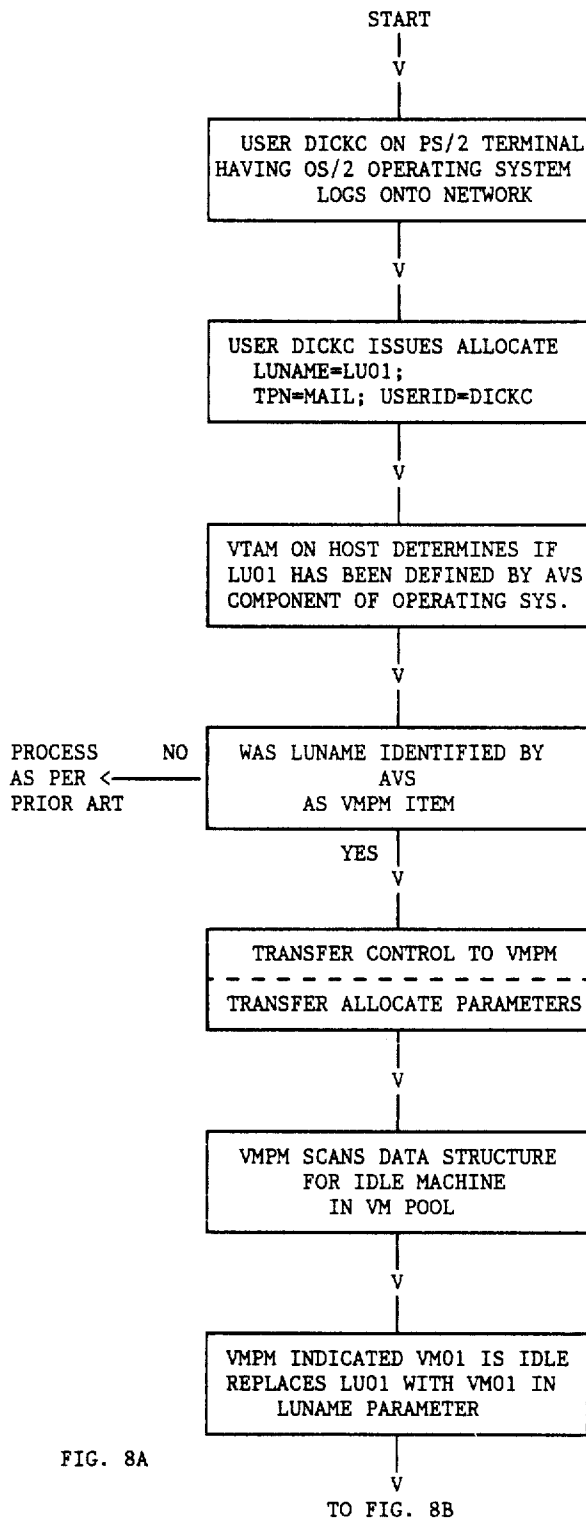 START
V
USER DICKC ON PS/2 TERMINAL
HAVING OS/2 OPERATING SYSTEM
LOGS ONTO NETWORK
V
USER DICKC ISSUES ALLOCATE
LUNAME=LU01;
TPN=MAIL; USERID=DICKC
V
VTAM ON HOST DETERMINES IF
LU01 HAS BEEN DEFINED BY AVS
COMPONENT OF OPERATING SYS.
V
WAS LUNAME IDENTIFIED BY
AVS
AS VMPM ITEM
NO
PROCESS
AS PER <
PRIOR ART
YES
V
TRANSFER CONTROL TO VMPM
TRANSFER ALLOCATE PARAMETERS
V
VMPM SCANS DATA STRUCTURE
FOR IDLE MACHINE
IN VM POOL
V
VMPM INDICATED VM01 IS IDLE
REPLACES LU01 WITH VM01 IN
LUNAME PARAMETER
FIG. 8A
V
TO FIG. 8B